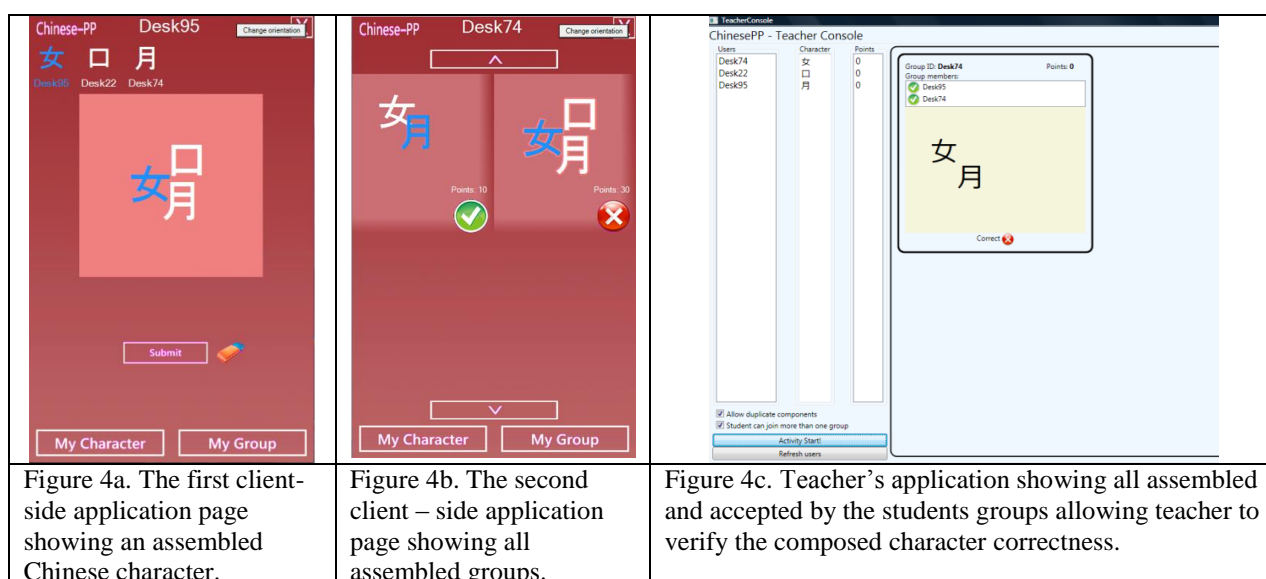 Chinese-PP Desk95 Change orientation
女 口 月
Desk95 Desk22 Desk74
女 口 月
Submit
My Character My Group
Chinese-PP Desk74 Change orientation
女 月
女 口 月
Points: 10 Points: 30
My Character My Group
TeacherConsole
ChinesePP - Teacher Console
Users Character Points
Desk74 女 0
Desk22 口 0
Desk95 月 0
Group ID: Desk74 Points: 0
Group members:
Desk95
Desk74
女
月
Correct
Allow duplicate components
Student can join more than one group
Activity Start!
Refresh users
Figure 4a. The first client-
side application page
showing an assembled
Chinese character.
Figure 4b. The second
client – side application
page showing all
assembled groups.
Figure 4c. Teacher’s application showing all assembled
and accepted by the students groups allowing teacher to
verify the composed character correctness.